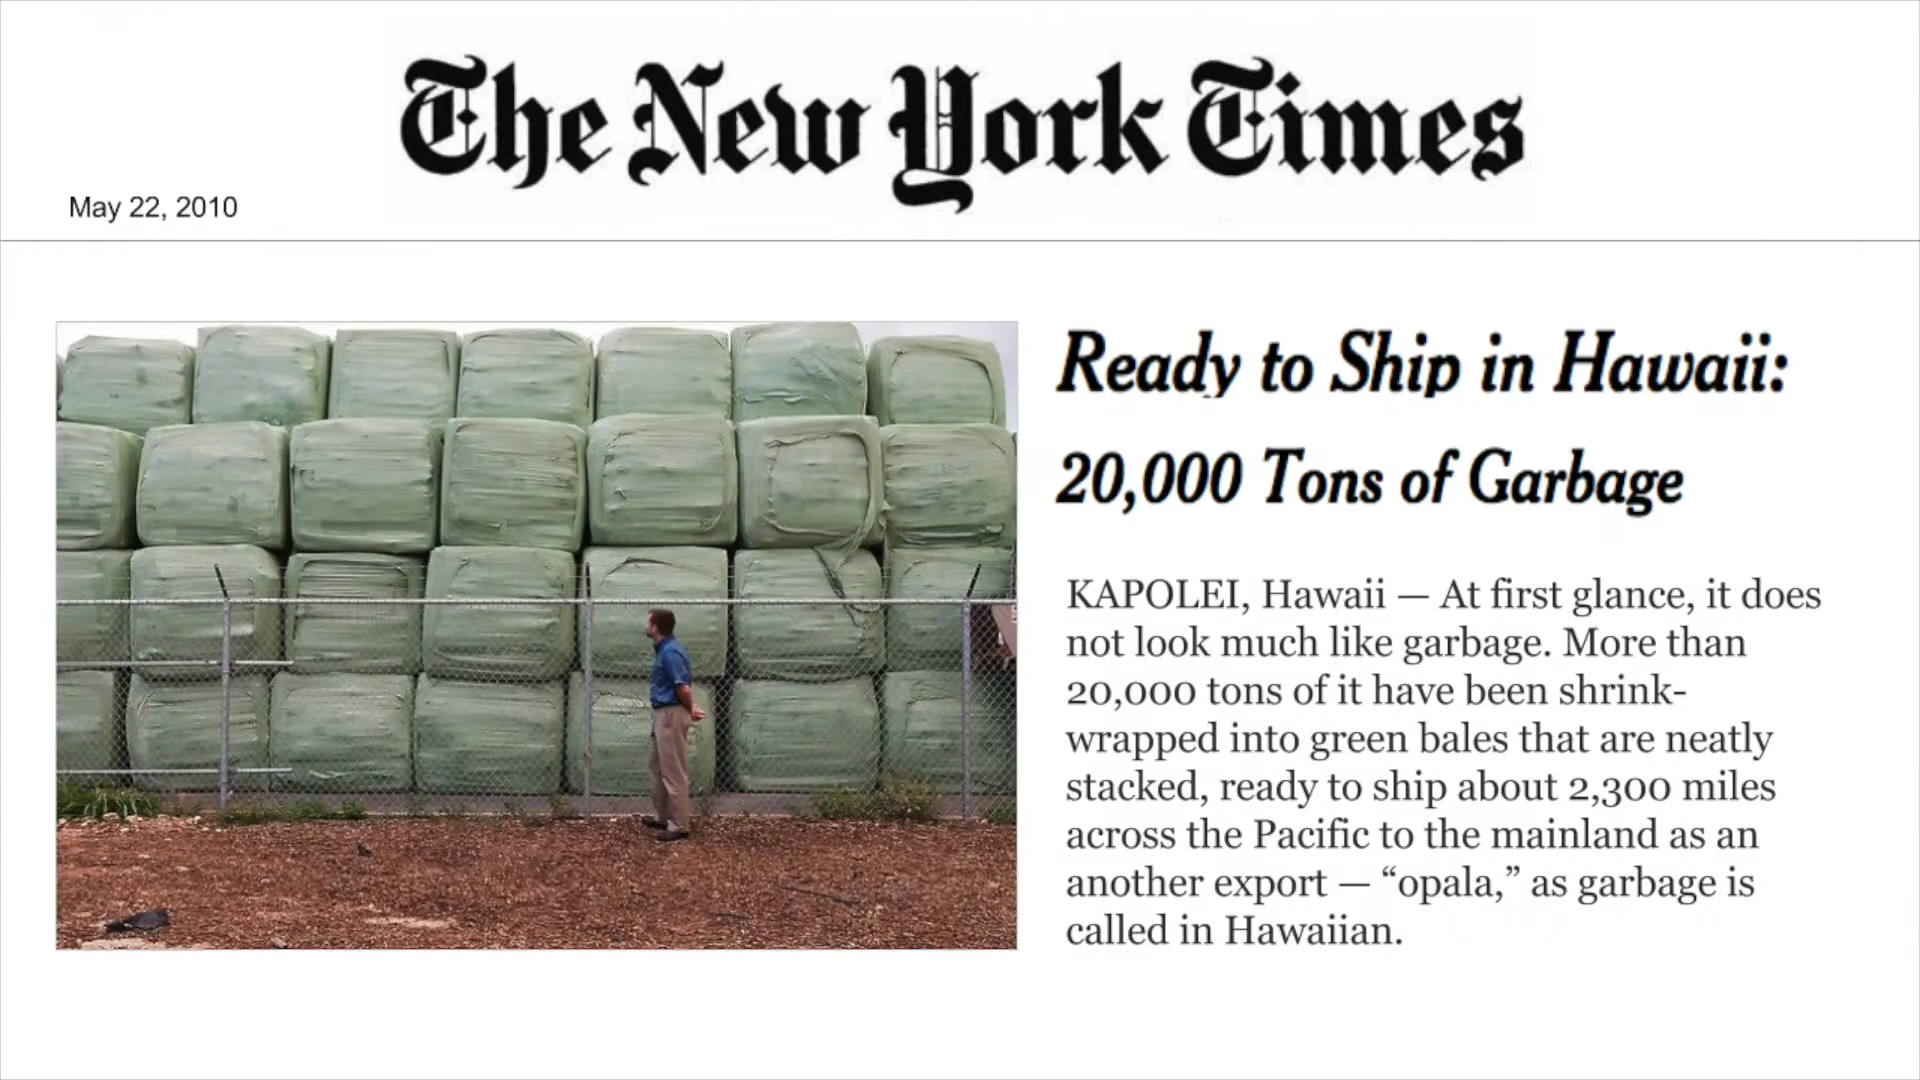 The New York Times
May 22, 2010
Ready to Ship in Hawaii:
20,000 Tons of Garbage
KAPOLEI, Hawaii — At first glance, it does
not look much like garbage. More than
20,000 tons of it have been shrink-
wrapped into green bales that are neatly
stacked, ready to ship about 2,300 miles
across the Pacific to the mainland as an
another export — “opala,” as garbage is
called in Hawaiian.